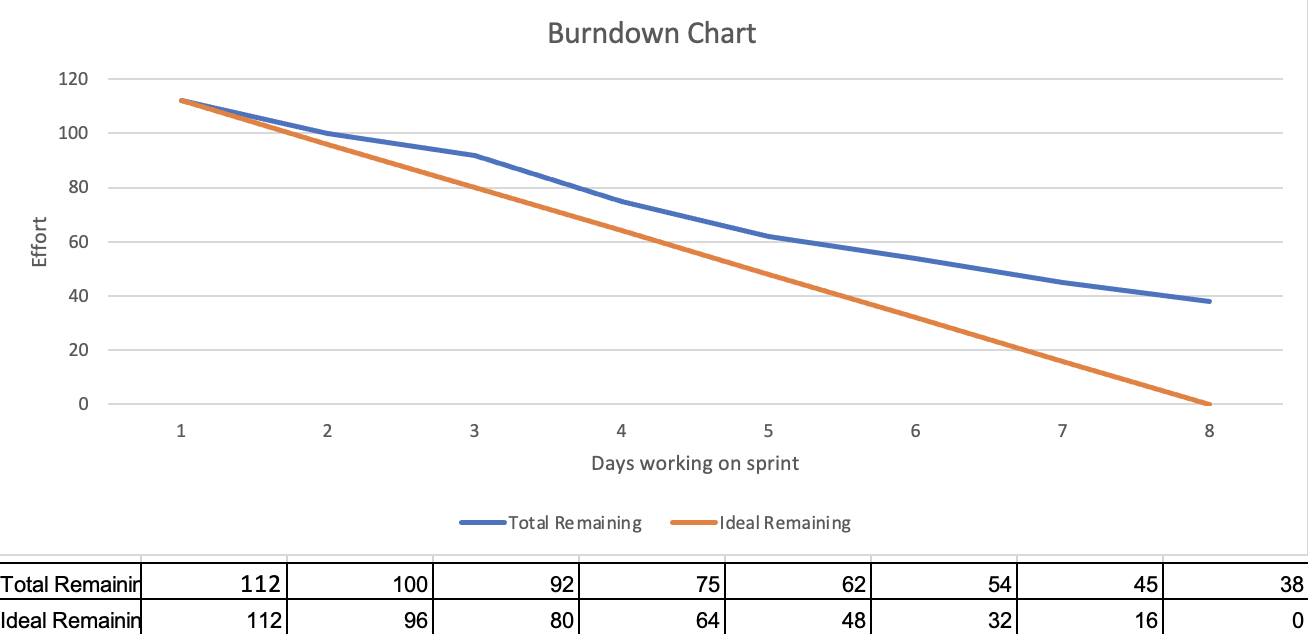 Burndown Chart
120
100
80
60
40
20
0
Effort
1 2 3 4 5 6 7 8
Days working on sprint
Total Remaining Ideal Remaining
Total Remainin 112 100 92 75 62 54 45 38
Ideal Remainin 112 96 80 64 48 32 16 0